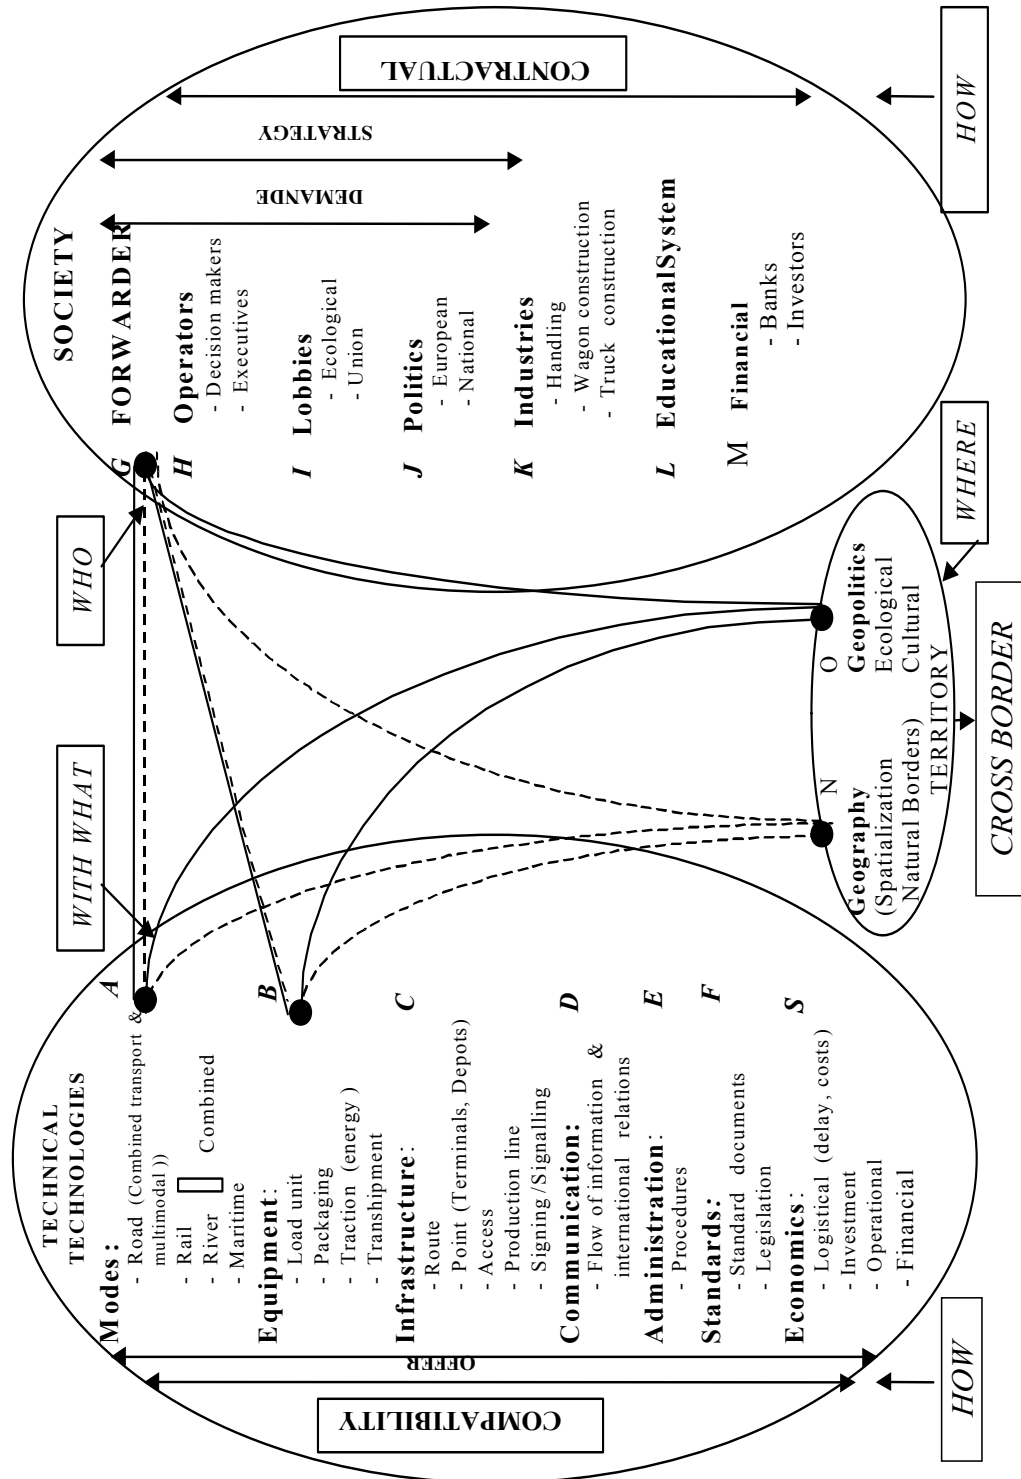 TECHNICAL
TECHNOLOGIES
Modes:
- Road (Combined transport &
multimodal ))
- Rail
- River Combined
- Maritime
A
Equipment:
- Load unit
- Packaging
- Traction (energy )
- Transhipment
B
Infrastructure:
- Route
- Point (Terminals, Depots)
- Access
- Production line
- Signing/Signalling
C
Communication:
- Flow of information &
international relations
D
Administration:
- Procedures
E
Standards:
- Standard documents
- Legislation
F
Economics:
- Logistical (delay, costs)
- Investment
- Operational
- Financial
S
OFFER
COMPATIBILITY
HOW
WITH WHAT
WHO
SOCIETY
G FORWARDER
H Operators
- Decision makers
- Executives
I Lobbies
- Ecological
- Union
J Politics
- European
- National
K Industries
- Handling
- Wagon construction
- Truck construction
L EducationalSystem
M Financial
- Banks
- Investors
DEMANDE
STRATEGY
CONTRACTUAL
HOW
WHERE
N O
Geography Geopolitics
(Spatialization Ecological
Natural Borders) Cultural
TERRITORY
CROSS BORDER